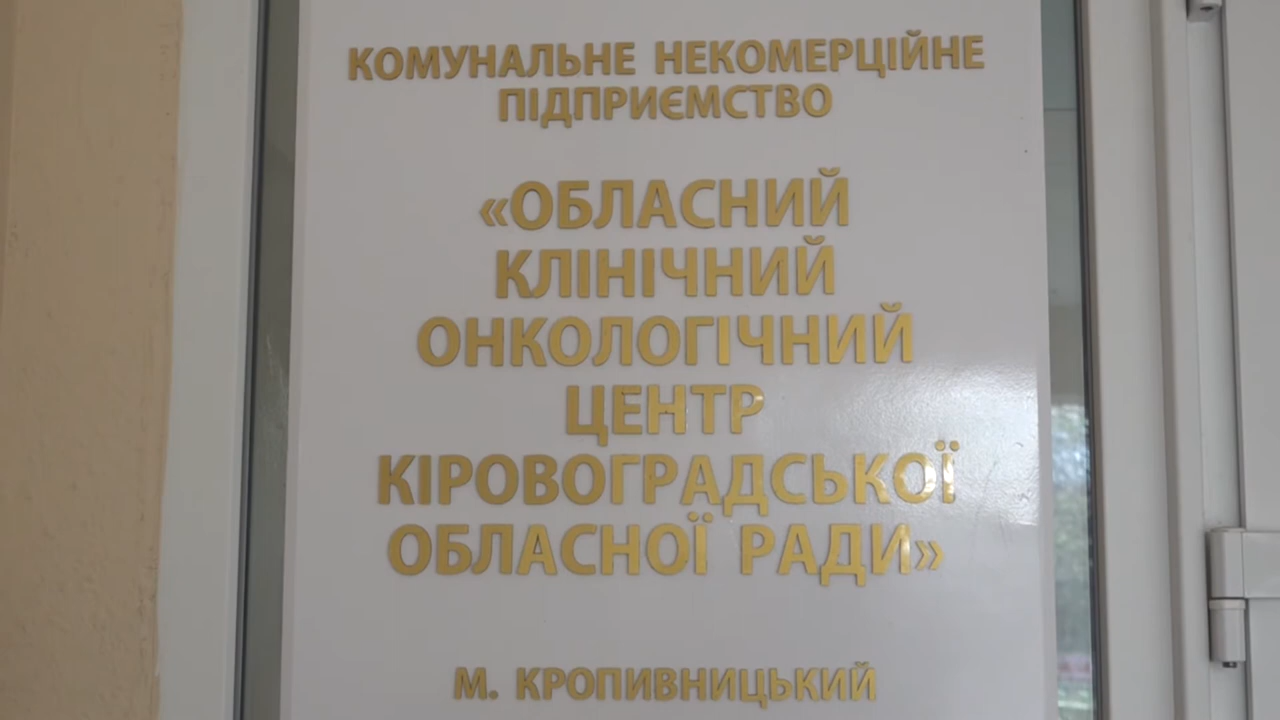 КОМУНАЛЬНЕ НЕКОМЕРЦІЙНЕ
ПІДПРИЄМСТВО
«ОБЛАСНИЙ
КЛІНІЧНИЙ
ОНКОЛОГІЧНИЙ
ЦЕНТР
КІРОВОГРАДСЬКОЇ
ОБЛАСНОЇ РАДИ»
М. КРОПИВНИЦЬКИЙ